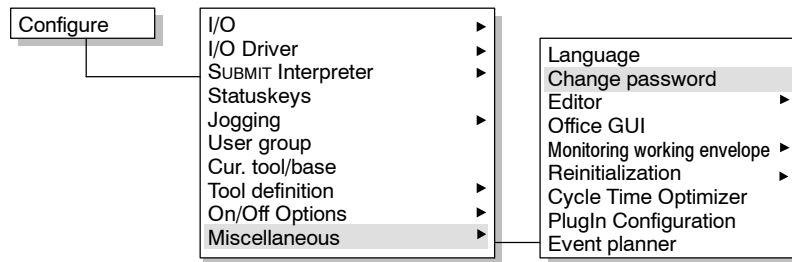 Configure
I/O
I/O Driver
SUBMIT Interpreter
Statuskeys
Jogging
User group
Cur. tool/base
Tool definition
On/Off Options
Miscellaneous
Language
Change password
Editor
Office GUI
Monitoring working envelope
Reinitialization
Cycle Time Optimizer
PlugIn Configuration
Event planner